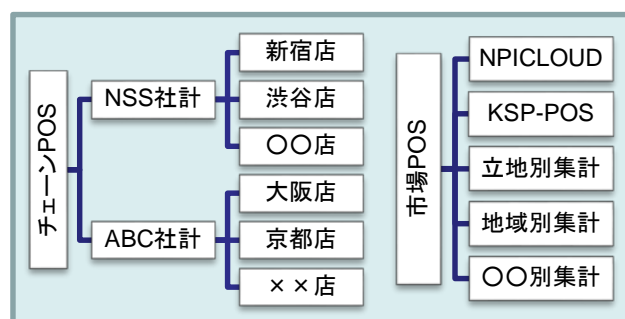 チェーンPOS
NSS社計
新宿店
渋谷店
〇〇店
ABC社計
大阪店
京都店
××店
市場POS
NPICLOUD
KSP-POS
立地別集計
地域別集計
〇〇別集計